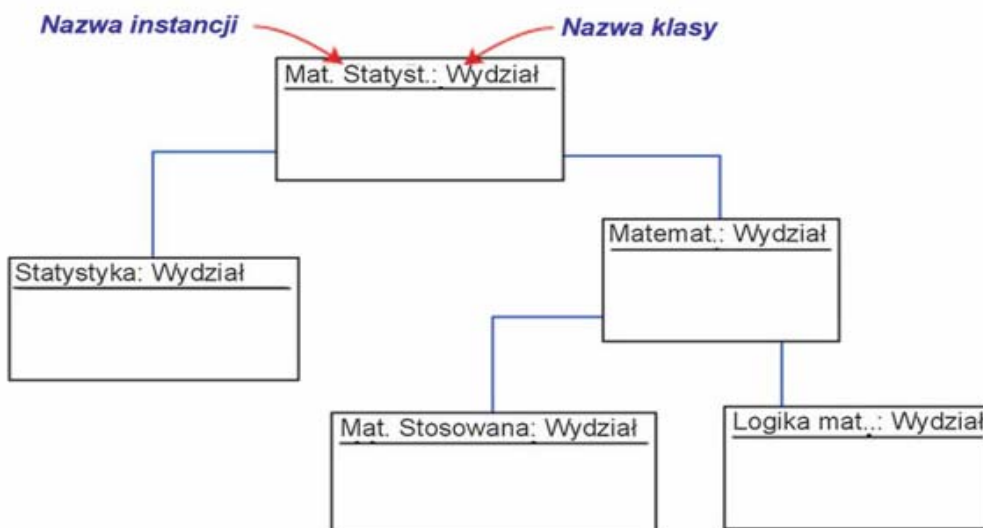 Nazwa instancji
Nazwa klasy
Mat. Statyst.: Wydział
Matemat.: Wydział
Statystyka: Wydział
Mat. Stosowana: Wydział
Logika mat..: Wydział